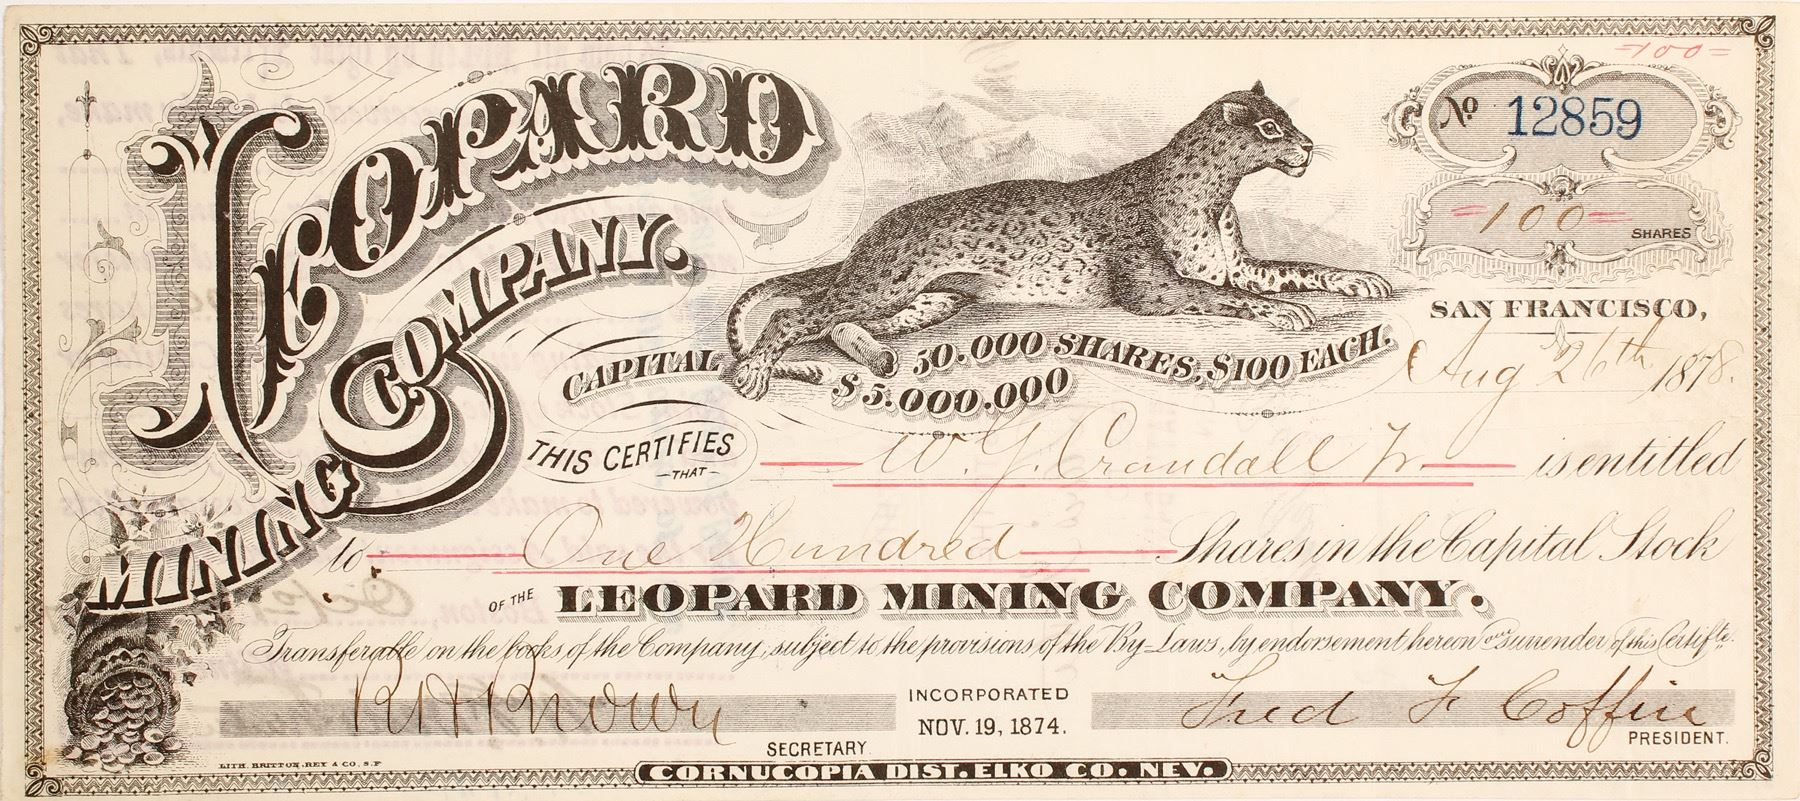 =100=
LEOPARD
MINING COMPANY.
No 12859
=100= SHARES
SAN FRANCISCO,
Aug 26th 1878.
CAPITAL $5.000.000
50.000 SHARES, $100 EACH.
THIS CERTIFIES
THAT
W. G. Crandall Jr is entitled
to One Hundred Shares in the Capital Stock
OF THE LEOPARD MINING COMPANY.
Transferable on the books of the Company, subject to the provisions of the By-Laws, by endorsement hereon & surrender of this Certifte.
R H Brown
SECRETARY.
INCORPORATED
NOV. 19, 1874.
Fred F Coffin
PRESIDENT.
LITH. BRITTON, REY & CO. S.F
CORNUCOPIA DIST. ELKO CO. NEV.